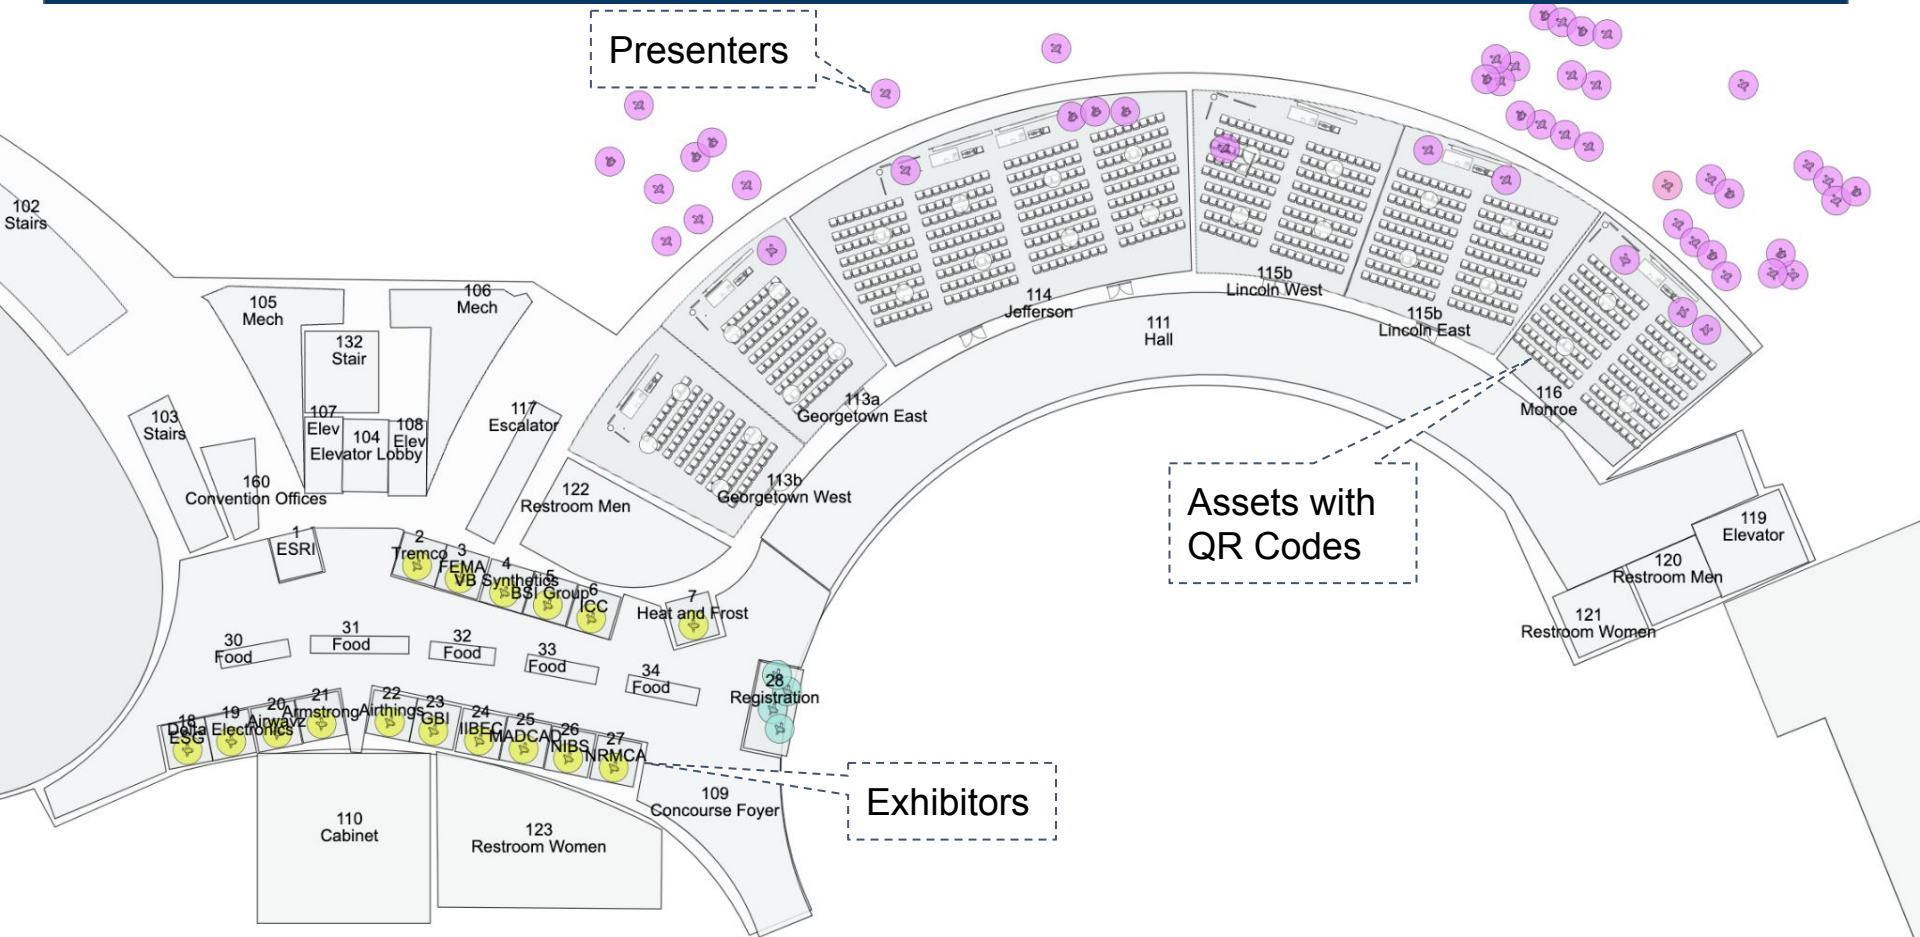 Presenters
102
Stairs
105
Mech
106
Mech
132
Stair
107
Elev
104
Elevator Lobby
108
Elev
103
Stairs
160
Convention Offices
117
Escalator
122
Restroom Men
113a
Georgetown East
113b
Georgetown West
114
Jefferson
111
Hall
115b
Lincoln West
115b
Lincoln East
116
Monroe
Assets with
QR Codes
119
Elevator
120
Restroom Men
121
Restroom Women
1
ESRI
2
Tremco
3
FEMA
4
VB Synthetics
5
BSI Group
6
ICC
7
Heat and Frost
30
Food
31
Food
32
Food
33
Food
34
Food
28
Registration
18
ESG
19
Delta Electronics
20
Airwavz
21
Armstrong
22
Airthings
23
GBI
24
IIBEC
25
MADCAD
26
NIBS
27
NRMCA
Exhibitors
109
Concourse Foyer
110
Cabinet
123
Restroom Women